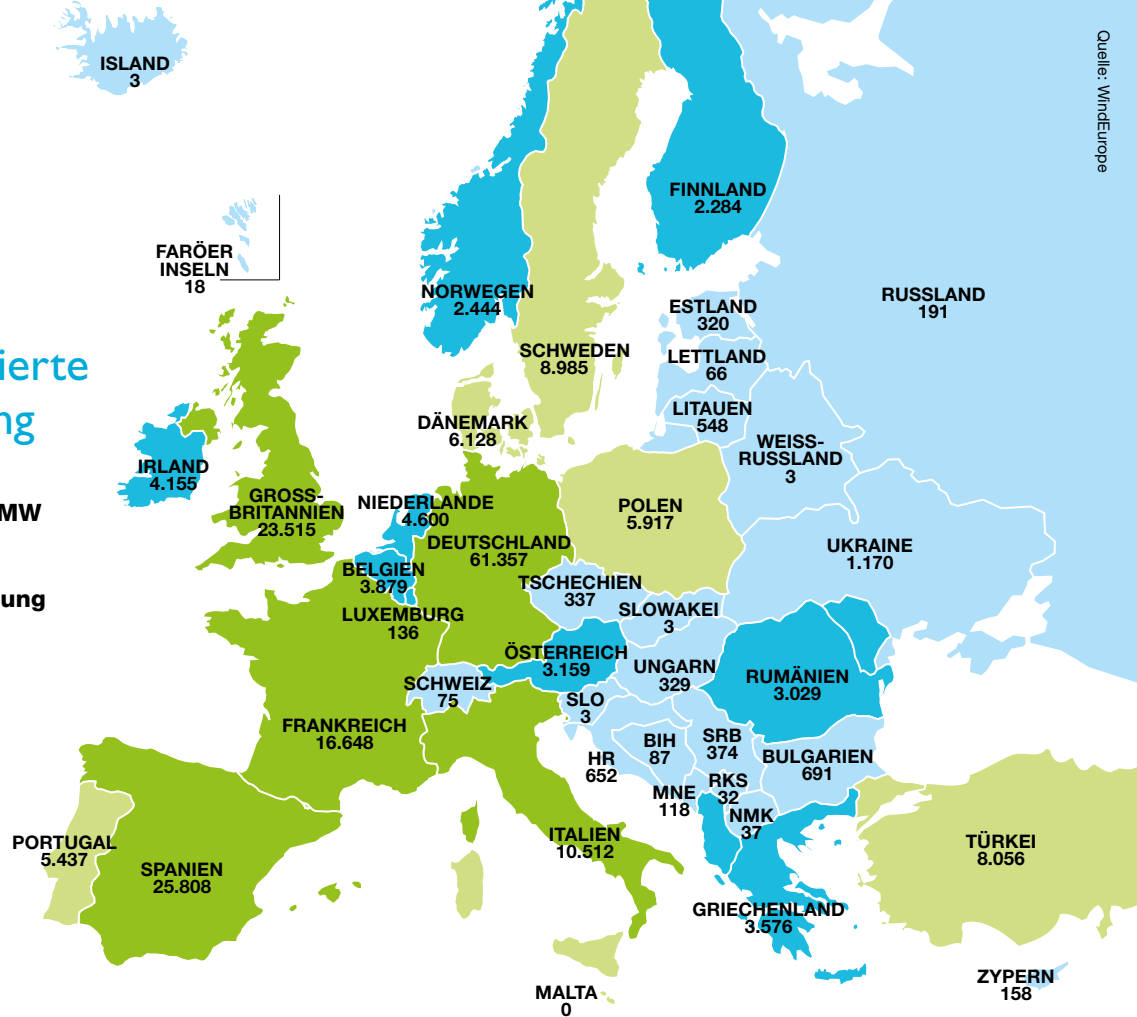 Quelle: WindEurope
ISLAND
3
FARÖER
INSELN
18
FINNLAND
2.284
NORWEGEN
2.444
RUSSLAND
191
ESTLAND
320
SCHWEDEN
8.985
LETTLAND
66
ierte
ng
LITAUEN
548
DÄNEMARK
6.128
WEISS-
RUSSLAND
3
IRLAND
4.155
GROSS-
BRITANNIEN
23.515
NIEDERLANDE
4.600
POLEN
5.917
MW
DEUTSCHLAND
61.357
UKRAINE
1.170
BELGIEN
3.879
TSCHECHIEN
337
ung
LUXEMBURG
136
SLOWAKEI
3
ÖSTERREICH
3.159
UNGARN
329
RUMÄNIEN
3.029
SCHWEIZ
75
SLO
3
FRANKREICH
16.648
BIH
87
SRB
374
BULGARIEN
691
HR
652
RKS
32
MNE
118
NMK
37
PORTUGAL
5.437
SPANIEN
25.808
ITALIEN
10.512
TÜRKEI
8.056
GRIECHENLAND
3.576
ZYPERN
158
MALTA
0